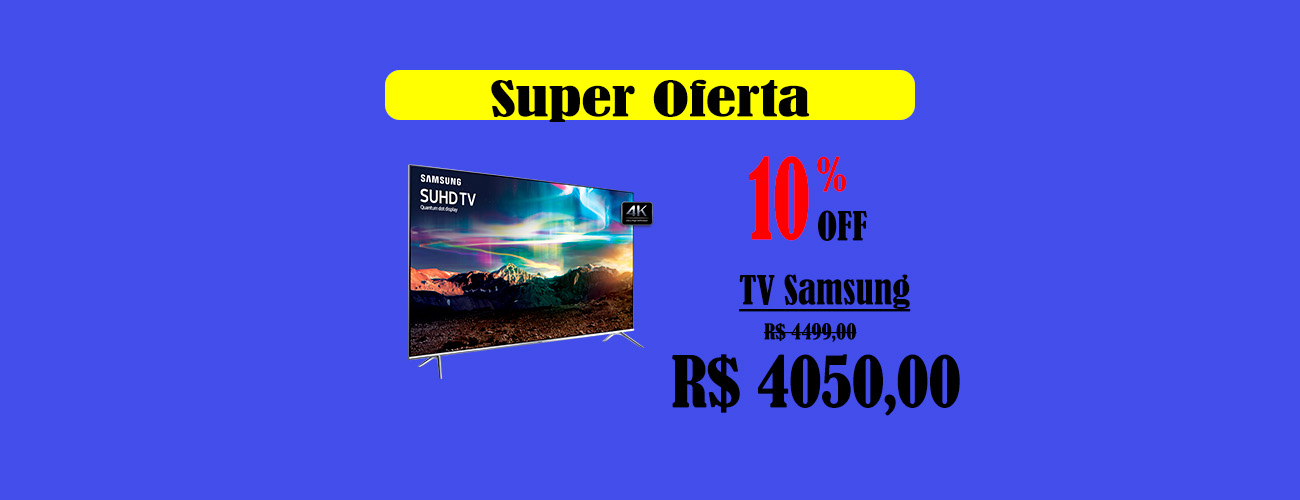 Super Oferta
SAMSUNG
SUHD TV
Quantum dot display
4K
10%
OFF
TV Samsung
R$ 4499,00
R$ 4050,00